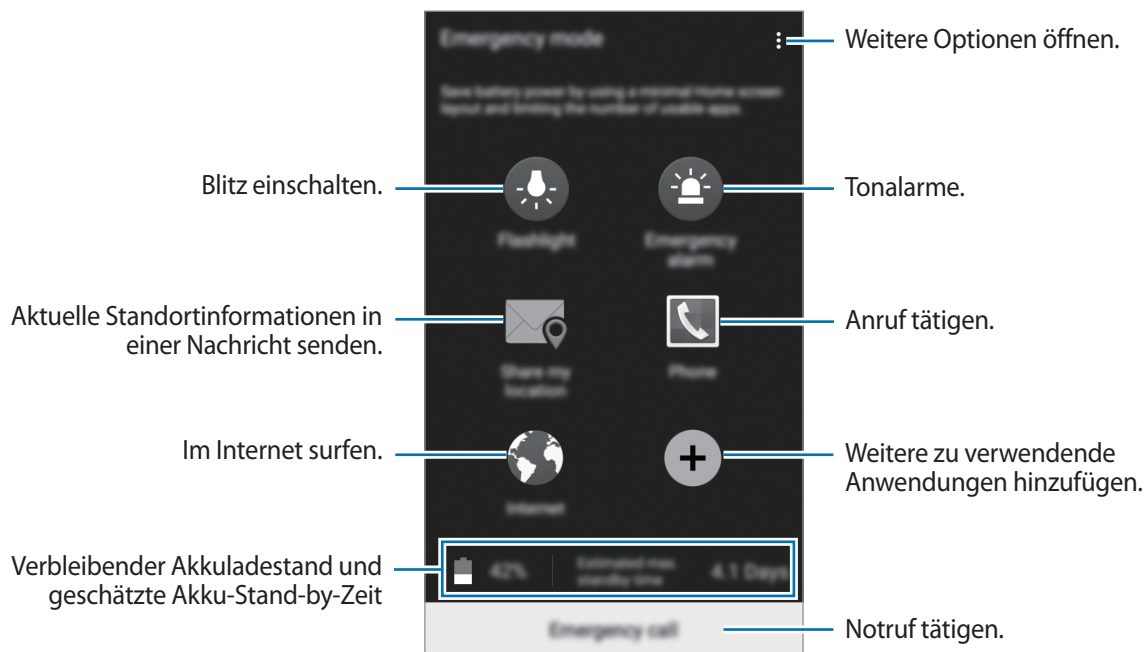 Emergency mode
Weitere Optionen öffnen.
Save battery power by using a minimal Home screen
layout and limiting the number of usable apps.
Blitz einschalten.
Tonalarme.
Flashlight
Emergency
alarm
Aktuelle Standortinformationen in
einer Nachricht senden.
Anruf tätigen.
Share my
location
Phone
Im Internet surfen.
Weitere zu verwendende
Anwendungen hinzufügen.
Internet
Verbleibender Akkuladestand und
geschätzte Akku-Stand-by-Zeit
42%
Estimated max.
standby time
4.1 Days
Emergency call
Notruf tätigen.